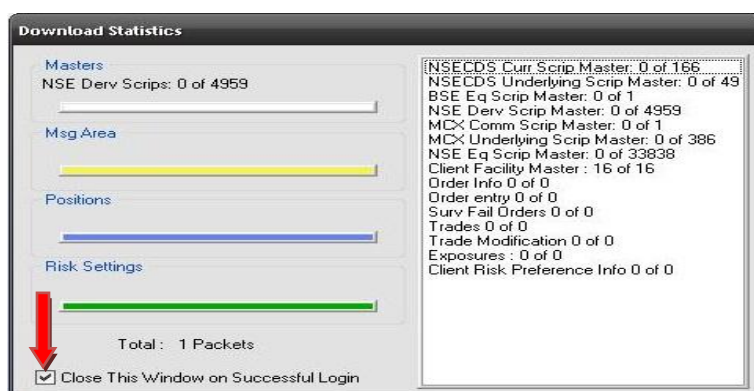 Download Statistics
Masters
NSE Derv Scrips: 0 of 4959
Msg Area
Positions
Risk Settings
Total : 1 Packets
Close This Window on Successful Login
NSECDS Curr Scrip Master: 0 of 166
NSECDS Underlying Scrip Master: 0 of 49
BSE Eq Scrip Master: 0 of 1
NSE Derv Scrip Master: 0 of 4959
MCX Comm Scrip Master: 0 of 1
MCX Underlying Scrip Master: 0 of 386
NSE Eq Scrip Master: 0 of 33838
Client Facility Master : 16 of 16
Order Info 0 of 0
Order entry 0 of 0
Surv Fail Orders 0 of 0
Trades 0 of 0
Trade Modification 0 of 0
Exposures : 0 of 0
Client Risk Preference Info 0 of 0